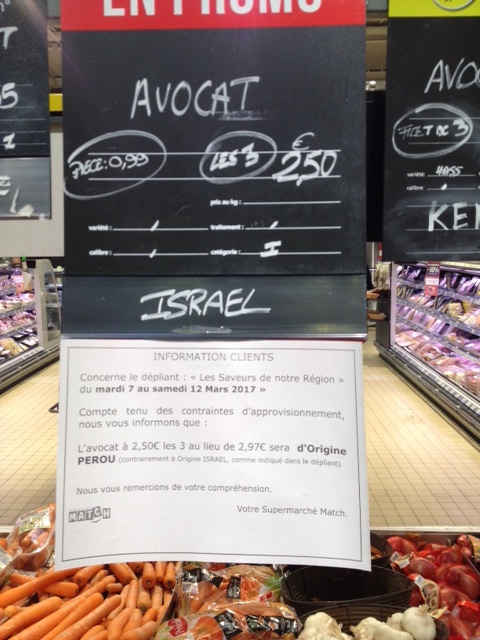 EN PROMO
AVOCAT
PIECE: 0,99 LES 3 € 2,50
prix au kg :
variété : traitement :
calibre : catégorie : I
ISRAEL
INFORMATION CLIENTS
Concerne le dépliant : « Les Saveurs de notre Région »
du mardi 7 au samedi 12 Mars 2017 »
Compte tenu des contraintes d'approvisionnement,
nous vous informons que :
L'avocat à 2,50€ les 3 au lieu de 2,97€ sera d'Origine
PEROU (contrairement à Origine ISRAEL, comme indiqué dans le dépliant)
Nous vous remercions de votre compréhension.
MATCH Votre Supermarché Match.
AVO
FILET DE 3
variété : HASS
calibre :
KEN